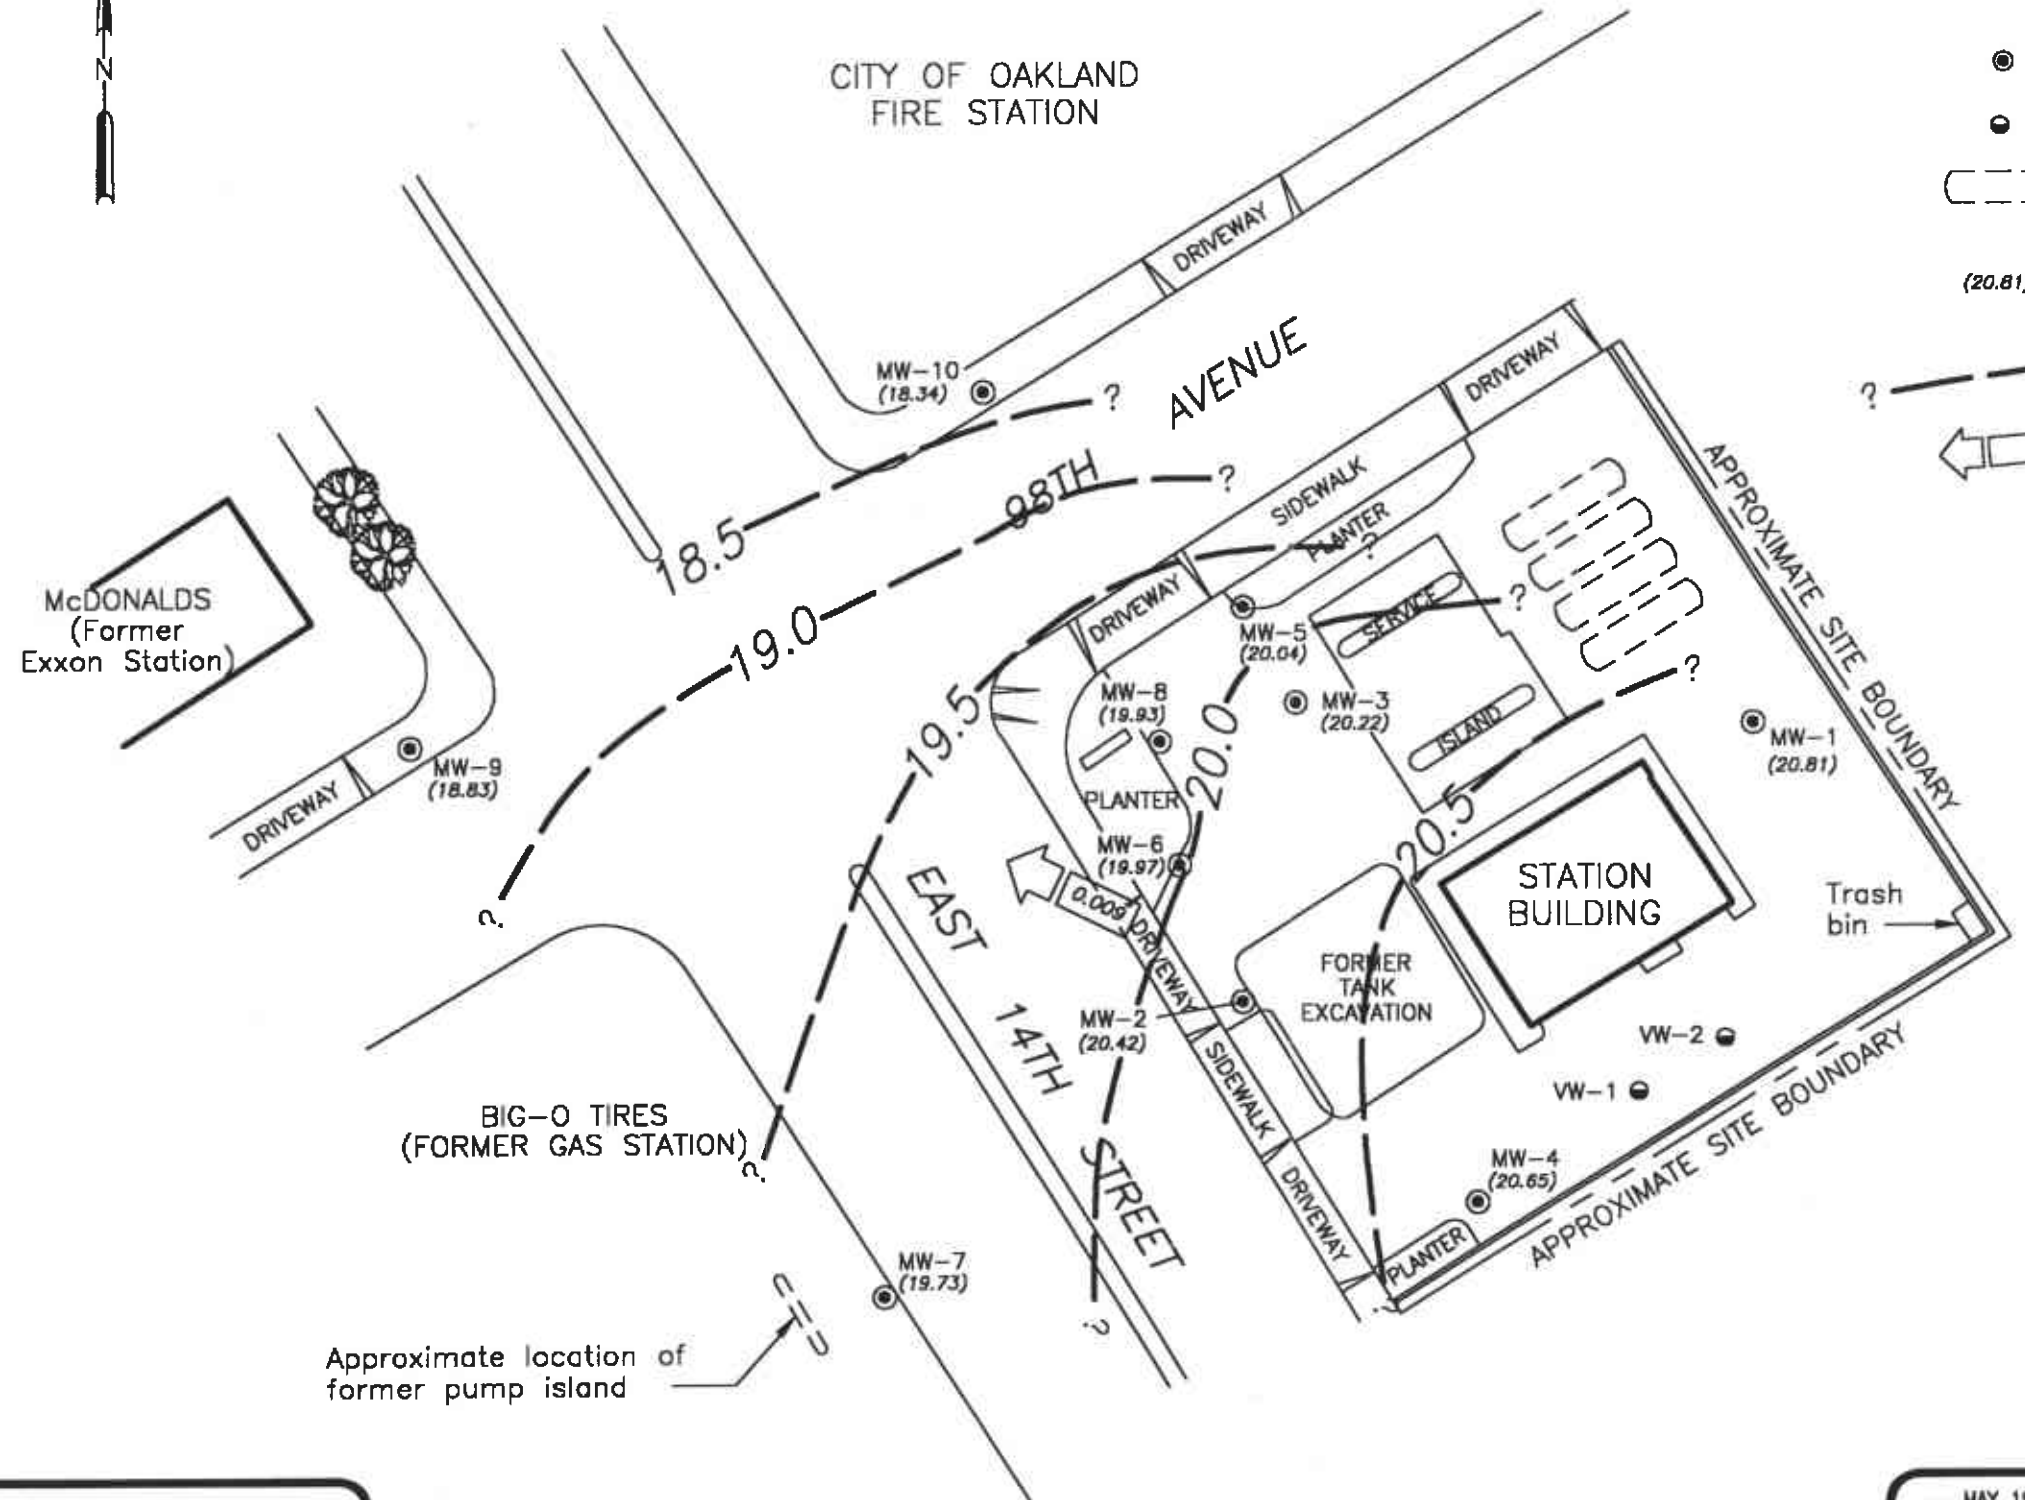 N
CITY OF OAKLAND
FIRE STATION
DRIVEWAY
(20.81)
MW-10
(18.34)
?
AVENUE
DRIVEWAY
?
98TH
?
SIDEWALK
PLANTER
?
18.5
APPROXIMATE SITE BOUNDARY
McDONALDS
(Former
Exxon Station)
19.0
DRIVEWAY
SERVICE
?
MW-5
(20.04)
MW-8
(19.93)
MW-3
(20.22)
?
19.5
20.0
ISLAND
MW-1
(20.81)
MW-9
(18.83)
DRIVEWAY
PLANTER
20.5
MW-6
(19.97)
STATION
BUILDING
Trash
bin
?
EAST
0.009
DRIVEWAY
FORMER
TANK
EXCAVATION
MW-2
(20.42)
14TH
SIDEWALK
VW-2
VW-1
BIG-O TIRES
(FORMER GAS STATION)
?
STREET
DRIVEWAY
MW-4
(20.65)
PLANTER
APPROXIMATE SITE BOUNDARY
MW-7
(19.73)
?
?
Approximate location of
former pump island